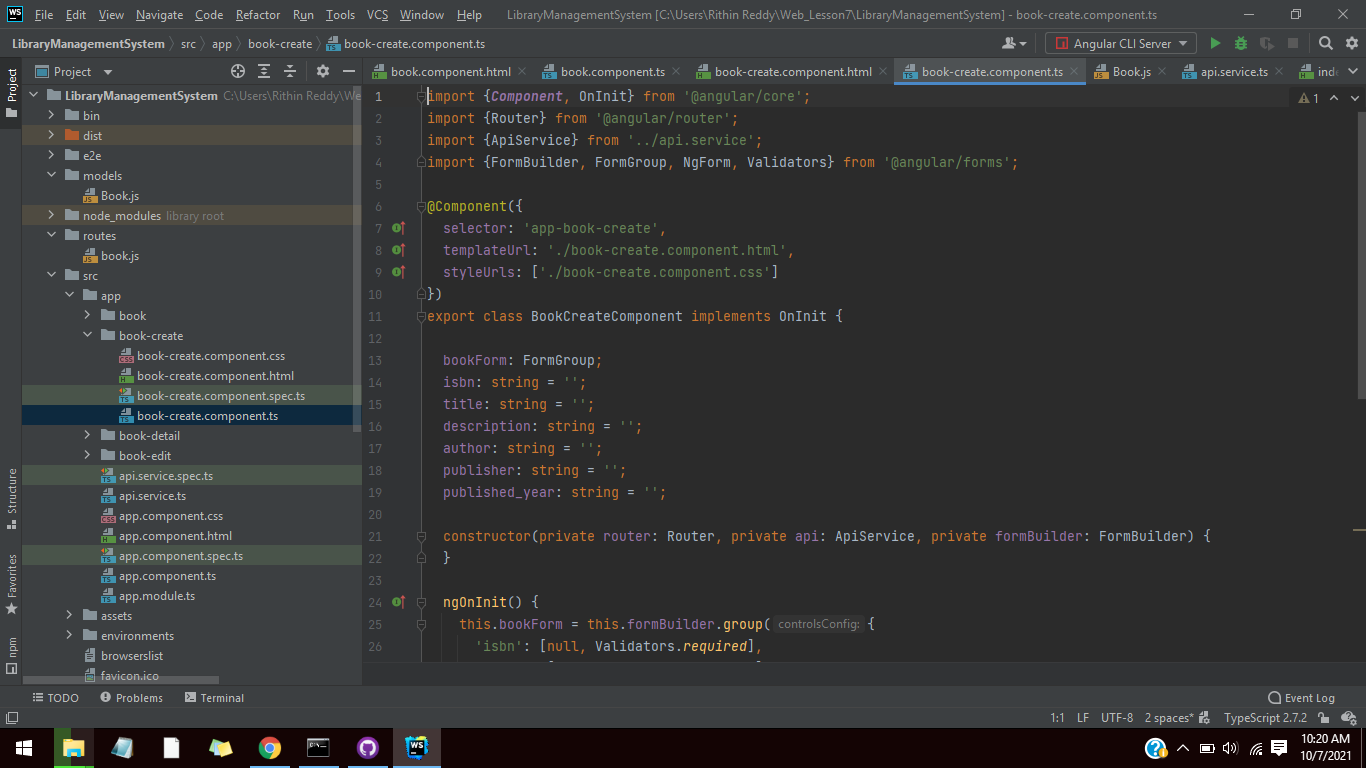 WS File Edit View Navigate Code Refactor Run Tools VCS Window Help LibraryManagementSystem [C:\Users\Rithin Reddy\Web_Lesson7\LibraryManagementSystem] - book-create.component.ts
LibraryManagementSystem src app book-create book-create.component.ts Angular CLI Server
Project
Project
book.component.html book.component.ts book-create.component.html book-create.component.ts Book.js api.service.ts inde
LibraryManagementSystem C:\Users\Rithin Reddy\We
bin
dist
e2e
models
Book.js
node_modules library root
routes
book.js
src
app
book
book-create
book-create.component.css
book-create.component.html
book-create.component.spec.ts
book-create.component.ts
book-detail
book-edit
api.service.spec.ts
api.service.ts
app.component.css
app.component.html
app.component.spec.ts
app.component.ts
app.module.ts
assets
environments
browserslist
favicon.ico
Structure
Favorites
npm
1 import {Component, OnInit} from '@angular/core'; 1
2 import {Router} from '@angular/router';
3 import {ApiService} from '../api.service';
4 import {FormBuilder, FormGroup, NgForm, Validators} from '@angular/forms';
5
6 @Component({
7 selector: 'app-book-create',
8 templateUrl: './book-create.component.html',
9 styleUrls: ['./book-create.component.css']
10 })
11 export class BookCreateComponent implements OnInit {
12
13 bookForm: FormGroup;
14 isbn: string = '';
15 title: string = '';
16 description: string = '';
17 author: string = '';
18 publisher: string = '';
19 published_year: string = '';
20
21 constructor(private router: Router, private api: ApiService, private formBuilder: FormBuilder) {
22 }
23
24 ngOnInit() {
25 this.bookForm = this.formBuilder.group( controlsConfig: {
26 'isbn': [null, Validators.required],
TODO Problems Terminal Event Log
1:1 LF UTF-8 2 spaces* TypeScript 2.7.2
10:20 AM
10/7/2021